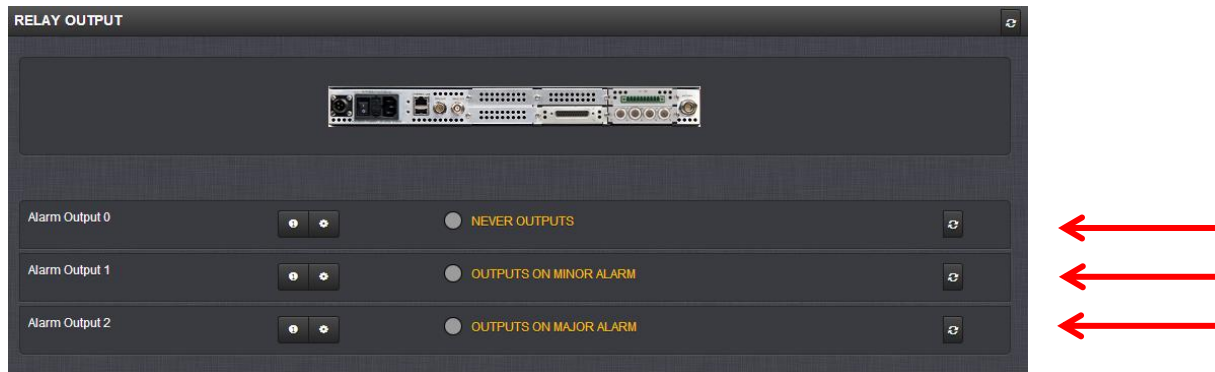 RELAY OUTPUT
Alarm Output 0
NEVER OUTPUTS
Alarm Output 1
OUTPUTS ON MINOR ALARM
Alarm Output 2
OUTPUTS ON MAJOR ALARM